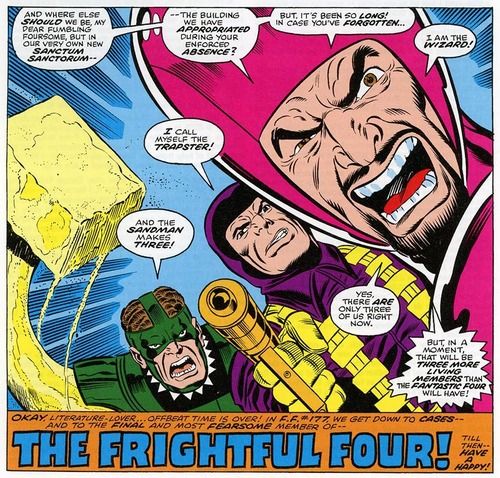 AND WHERE ELSE
SHOULD WE BE, MY
DEAR FUMBLING
FOURSOME, BUT IN
OUR VERY OWN NEW
SANCTUM
SANCTORUM--
--THE BUILDING
WE HAVE
APPROPRIATED
DURING YOUR
ENFORCED
ABSENCE?
BUT, IT'S BEEN SO LONG!
IN CASE YOU'VE FORGOTTEN...
I AM THE
WIZARD!
I CALL
MYSELF THE
TRAPSTER!
AND THE
SANDMAN
MAKES
THREE!
YES,
THERE ARE
ONLY THREE
OF US RIGHT
NOW.
BUT, IN A
MOMENT,
THAT WILL BE
THREE MORE
LIVING
MEMBERS THAN
THE FANTASTIC FOUR
WILL HAVE!
OKAY, LITERATURE-LOVER...OFFBEAT TIME IS OVER! IN F.F. #177, WE GET DOWN TO CASES--
AND TO THE FINAL AND MOST FEARSOME MEMBER OF--
THE FRIGHTFUL FOUR!
TILL
THEN--
HAVE
A
HAPPY!